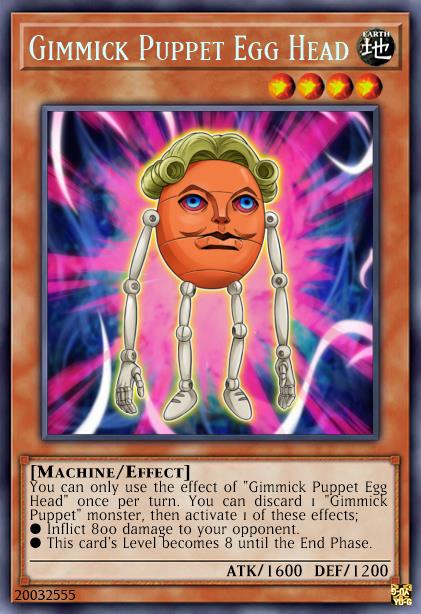 GIMMICK PUPPET EGG HEAD
EARTH
地
[MACHINE/EFFECT]
You can only use the effect of "Gimmick Puppet Egg
Head" once per turn. You can discard 1 "Gimmick
Puppet" monster, then activate 1 of these effects;
● Inflict 800 damage to your opponent.
● This card's Level becomes 8 until the End Phase.
ATK/1600 DEF/1200
20032555